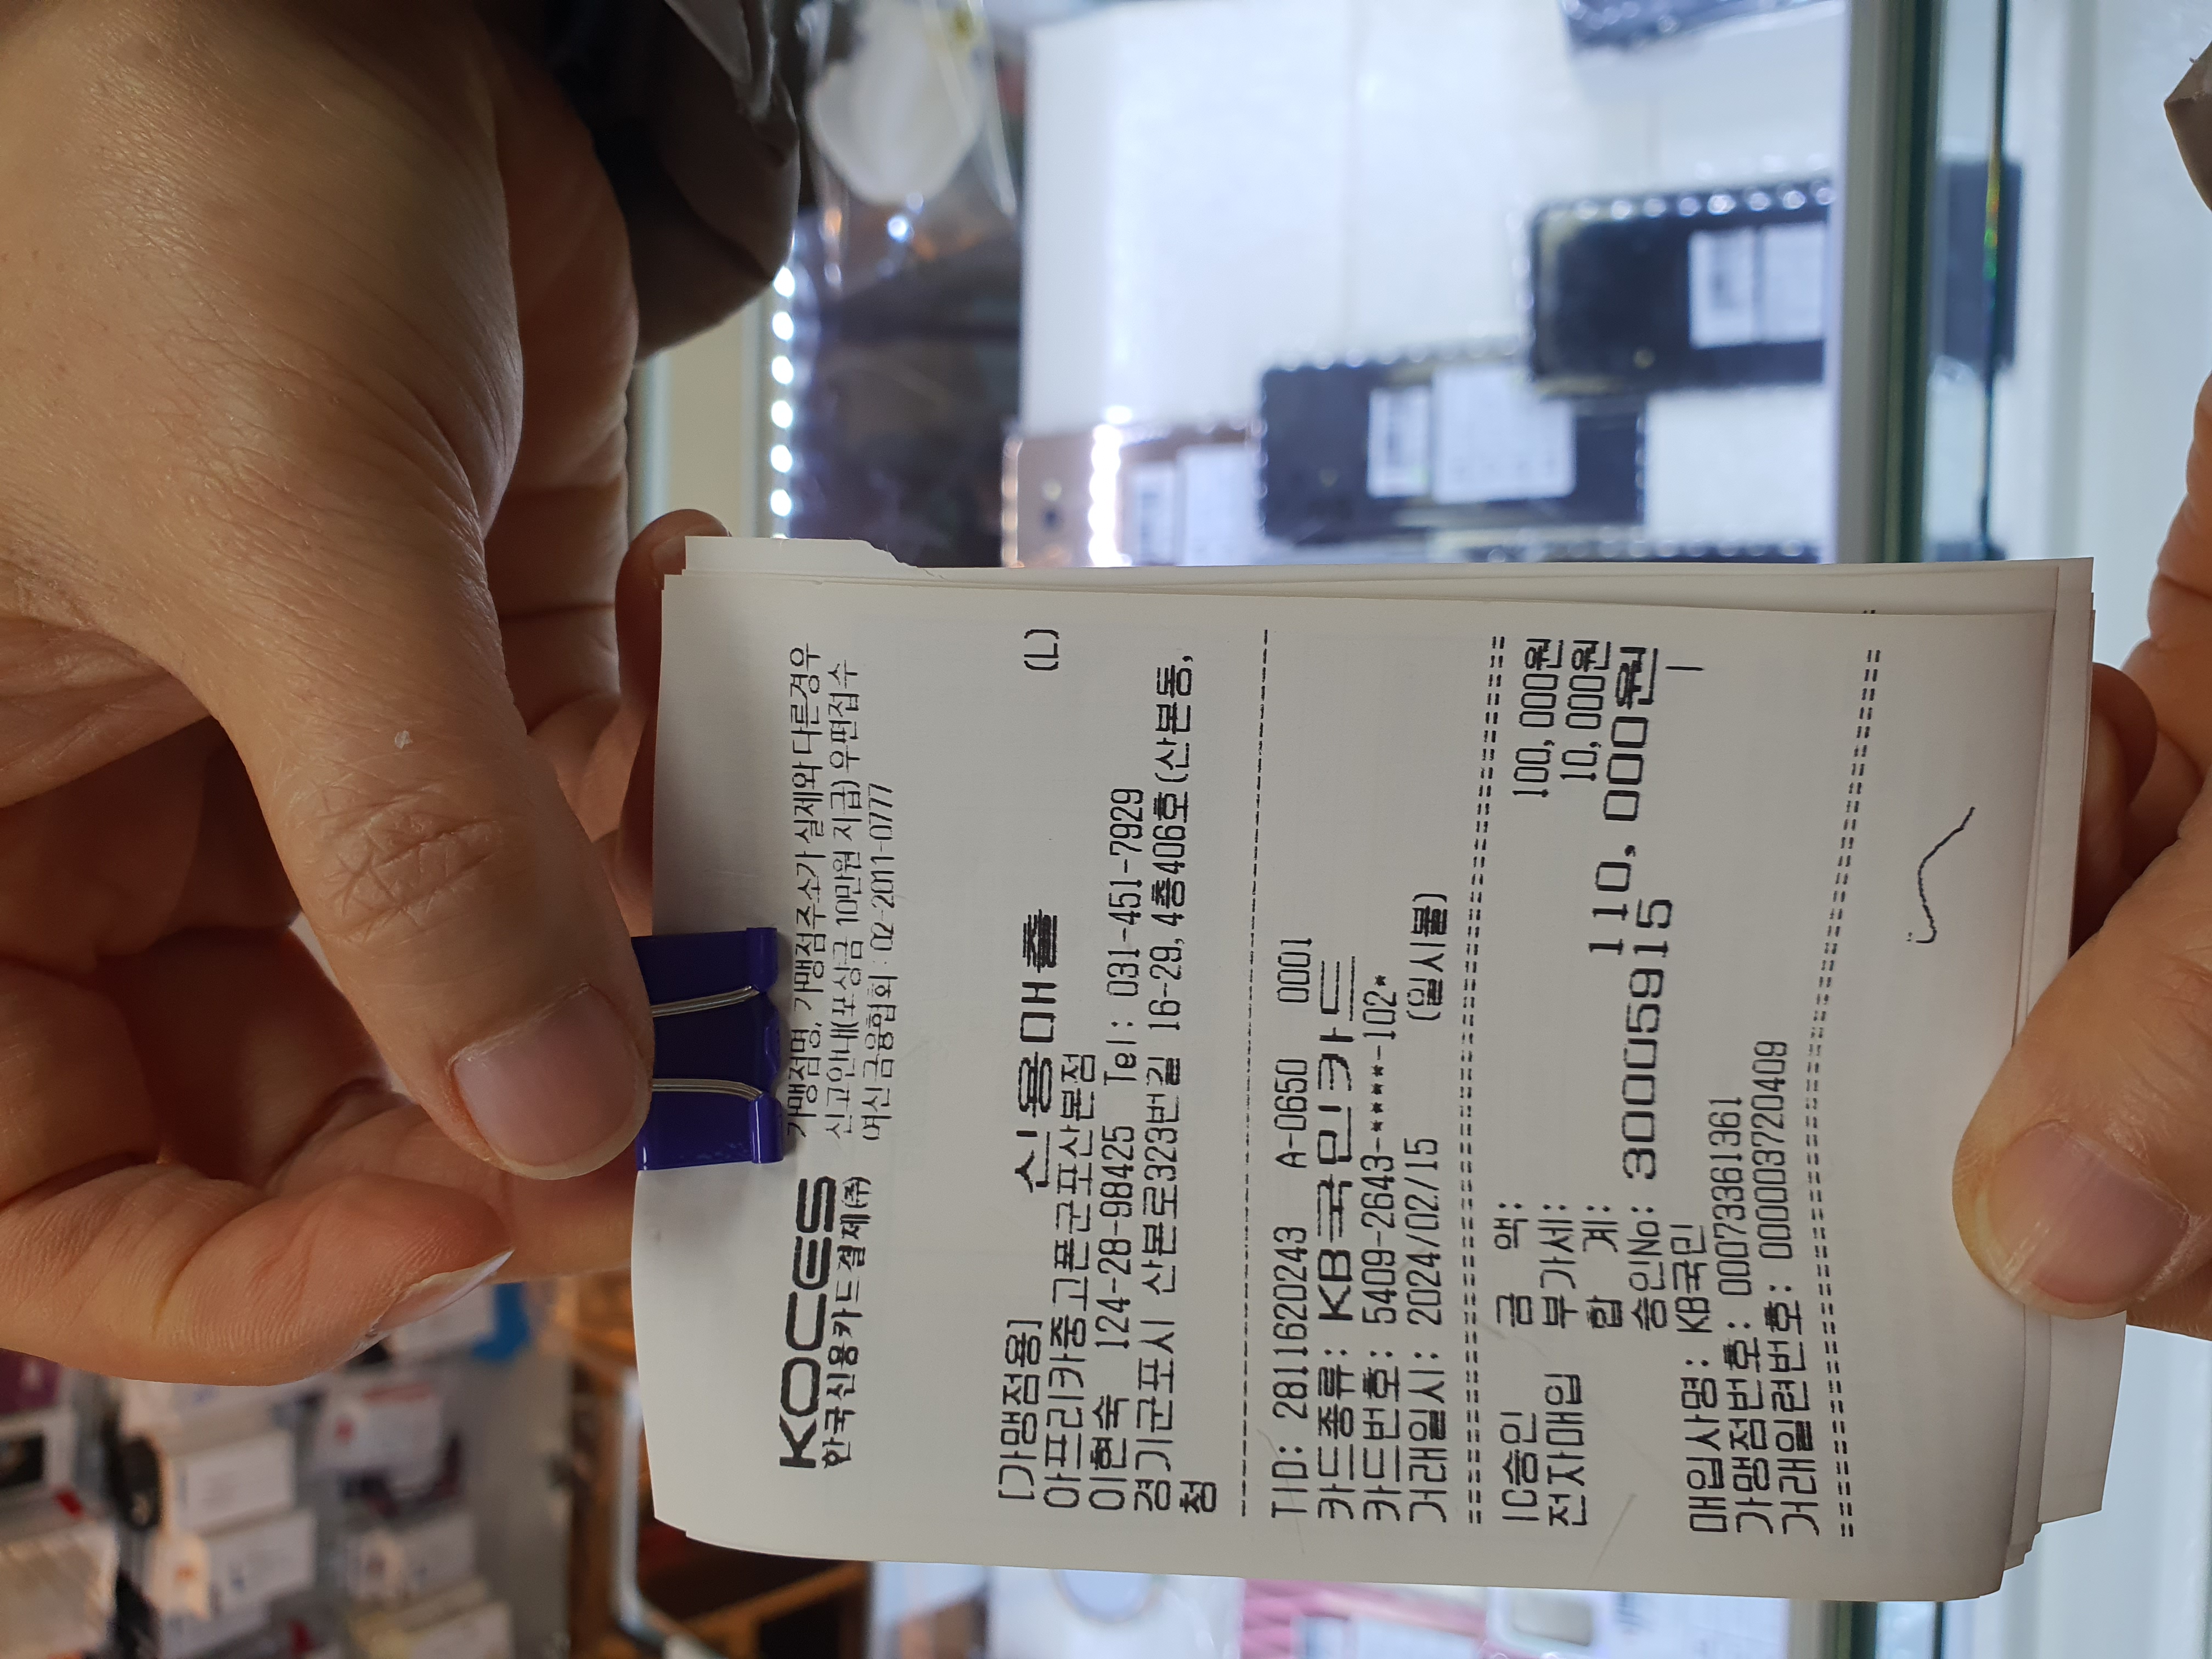 KOCES
한국신용카드결제(주)
가맹점명, 가맹점주소가 실제와 다른경우
신고안내(포상금 10만원 지급) 우편접수
여신금융협회 : 02-2011-0777
[가맹점용] 신용매출 (L)
아프리카중고폰군포산본점
이현숙 124-28-98425 Tel: 031-451-7929
경기군포시 산본로323번길 16-29,4층406호(산본동,
청
TID: 2811620243 A-0650 0001
카드종류: KB국민카드
카드번호: 5409-2643-****-102*
거래일시: 2024/02/15 (일시불)
IC승인 금 액: 100,000원
전자매입 부가세: 10,000원
합 계: 110,000원
승인No: 30005915
매입사명: KB국민
가맹점번호: 00073361361
거래일련번호: 000003720409